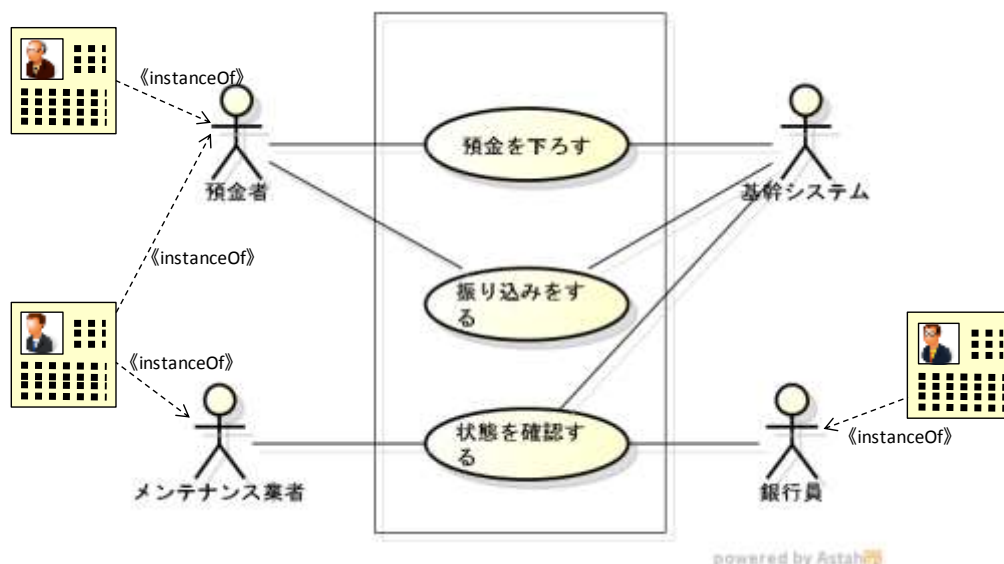 《instanceOf》
預金を下ろす
預金者
基幹システム
《instanceOf》
振り込みをす
る
《instanceOf》
状態を確認す
る
《instanceOf》
メンテナンス業者
銀行員
powered by Astah